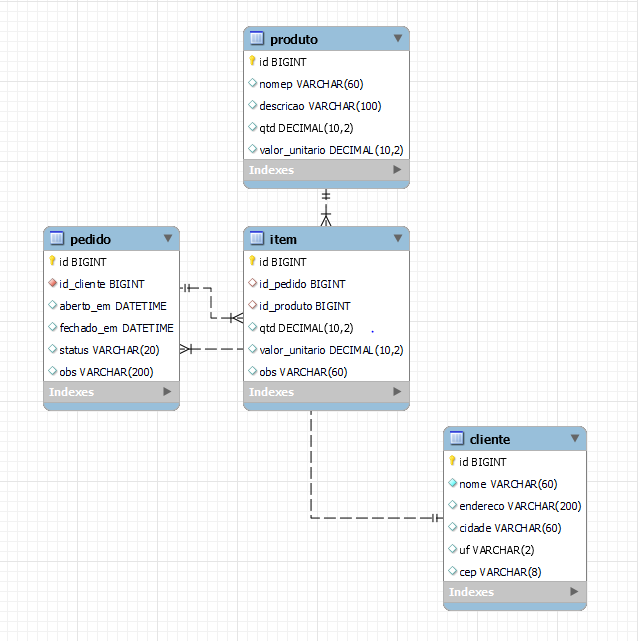 produto
id BIGINT
nomep VARCHAR(60)
descricao VARCHAR(100)
qtd DECIMAL(10,2)
valor_unitario DECIMAL(10,2)
Indexes
pedido
id BIGINT
id_cliente BIGINT
aberto_em DATETIME
fechado_em DATETIME
status VARCHAR(20)
obs VARCHAR(200)
Indexes
item
id BIGINT
id_pedido BIGINT
id_produto BIGINT
qtd DECIMAL(10,2)
valor_unitario DECIMAL(10,2)
obs VARCHAR(60)
Indexes
cliente
id BIGINT
nome VARCHAR(60)
endereco VARCHAR(200)
cidade VARCHAR(60)
uf VARCHAR(2)
cep VARCHAR(8)
Indexes